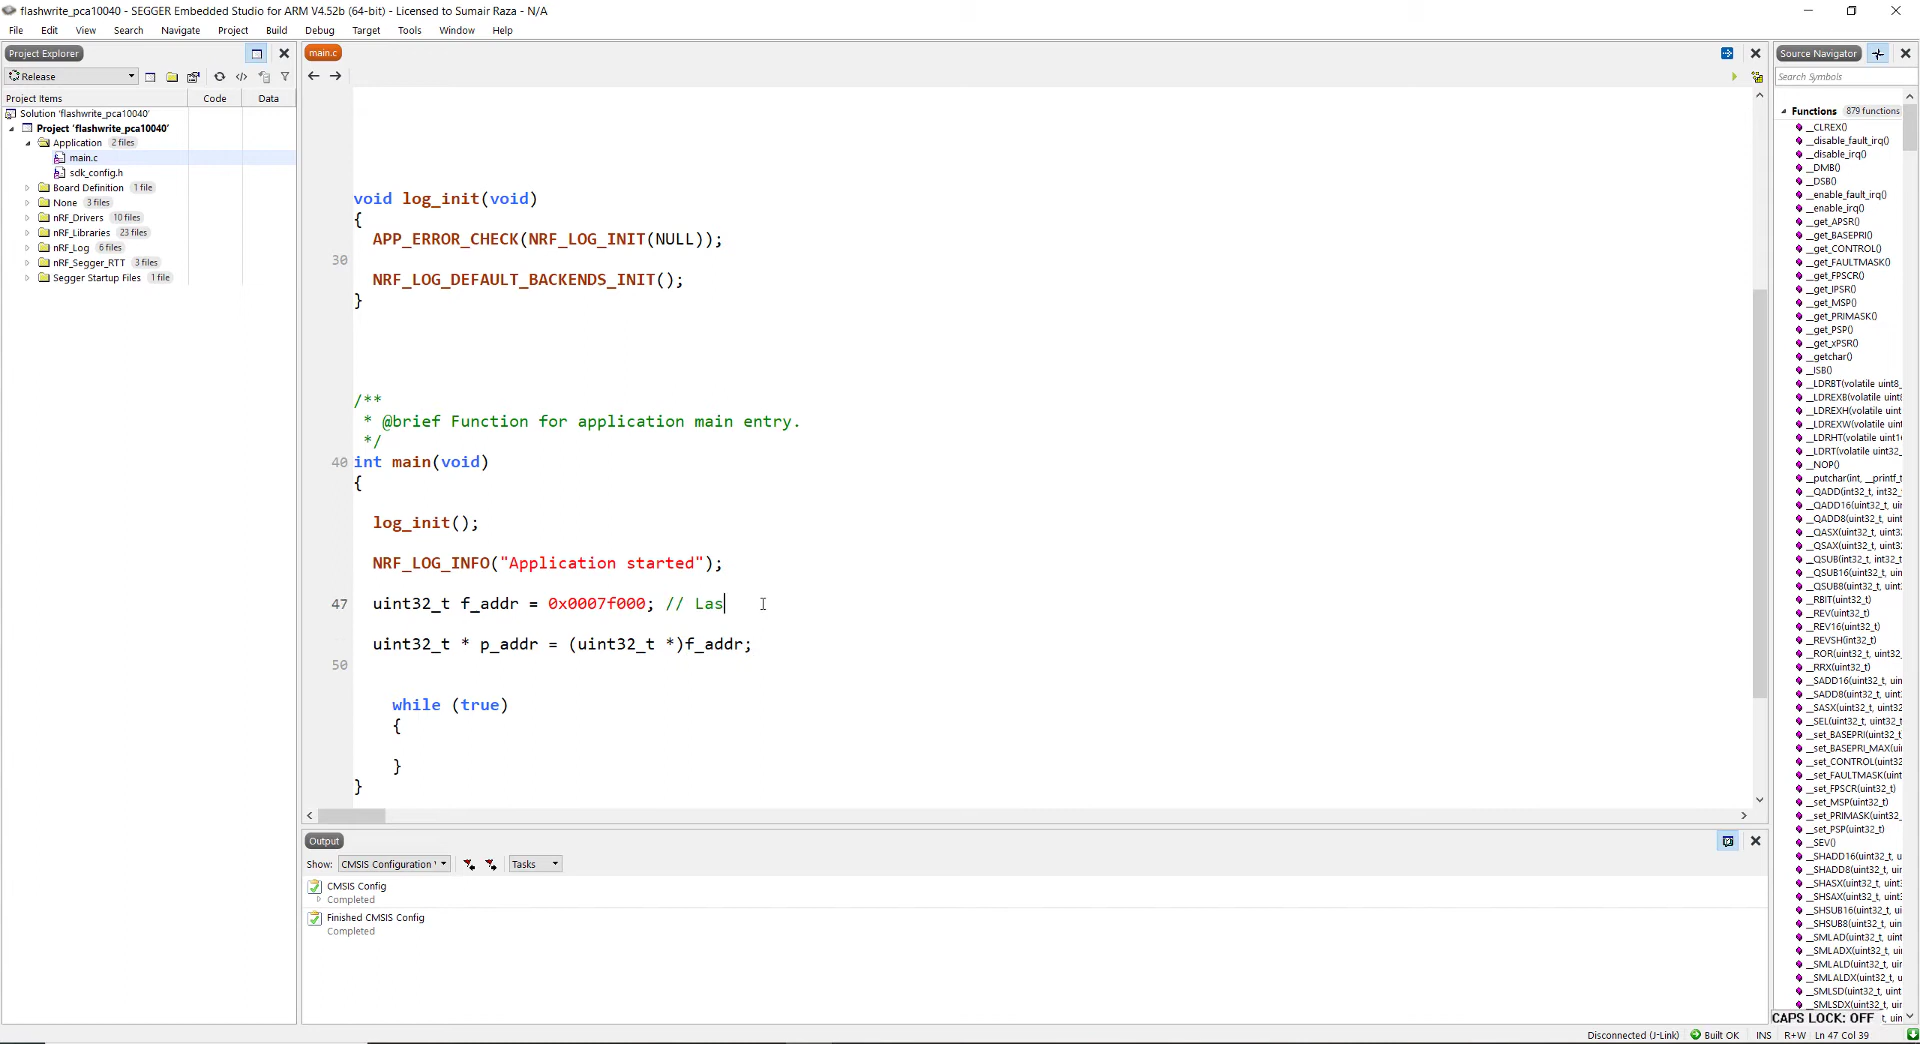 flashwrite_pca10040 - SEGGER Embedded Studio for ARM V4.52b (64-bit) - Licensed to Sumair Raza - N/A
File Edit View Search Navigate Project Build Debug Target Tools Window Help
Project Explorer
Release
Project Items Code Data
Solution 'flashwrite_pca10040'
Project 'flashwrite_pca10040'
Application 2 files
main.c
sdk_config.h
Board Definition 1 file
None 3 files
nRF_Drivers 10 files
nRF_Libraries 23 files
nRF_Log 6 files
nRF_Segger_RTT 3 files
Segger Startup Files 1 file
main.c
void log_init(void)
{
APP_ERROR_CHECK(NRF_LOG_INIT(NULL));
30
NRF_LOG_DEFAULT_BACKENDS_INIT();
}
/**
* @brief Function for application main entry.
*/
40 int main(void)
{
log_init();
NRF_LOG_INFO("Application started");
47 uint32_t f_addr = 0x0007f000; // Las
uint32_t * p_addr = (uint32_t *)f_addr;
50
while (true)
{
}
}
Output
Show: CMSIS Configuration Tasks
CMSIS Config
Completed
Finished CMSIS Config
Completed
Source Navigator
Search Symbols
Functions 879 functions
__CLREX()
__disable_fault_irq()
__disable_irq()
__DMB()
__DSB()
__enable_fault_irq()
__enable_irq()
__get_APSR()
__get_BASEPRI()
__get_CONTROL()
__get_FAULTMASK()
__get_FPSCR()
__get_IPSR()
__get_MSP()
__get_PRIMASK()
__get_PSP()
__get_xPSR()
__getchar()
__ISB()
__LDRBT(volatile uint8_
__LDREXB(volatile uint8
__LDREXH(volatile uint
__LDREXW(volatile uint
__LDRHT(volatile uint1
__LDRT(volatile uint32_
__NOP()
__putchar(int, __printf_t
__QADD(int32_t, int32_
__QADD16(uint32_t, uin
__QADD8(uint32_t, uint
__QASX(uint32_t, uint3
__QSAX(uint32_t, uint3
__QSUB(int32_t, int32_t
__QSUB16(uint32_t, uin
__QSUB8(uint32_t, uint
__RBIT(uint32_t)
__REV(uint32_t)
__REV16(uint32_t)
__REVSH(int32_t)
__ROR(uint32_t, uint32_
__RRX(uint32_t)
__SADD16(uint32_t, uin
__SADD8(uint32_t, uint
__SASX(uint32_t, uint3
__SEL(uint32_t, uint32_t
__set_BASEPRI(uint32_t)
__set_BASEPRI_MAX(ui
__set_CONTROL(uint32
__set_FAULTMASK(uint
__set_FPSCR(uint32_t)
__set_MSP(uint32_t)
__set_PRIMASK(uint32_t
__set_PSP(uint32_t)
__SEV()
__SHADD16(uint32_t, ui
__SHADD8(uint32_t, uin
__SHASX(uint32_t, uint
__SHSAX(uint32_t, uint
__SHSUB16(uint32_t, ui
__SHSUB8(uint32_t, uin
__SMLAD(uint32_t, uint
__SMLADX(uint32_t, uin
__SMLALD(uint32_t, uin
__SMLALDX(uint32_t, ui
__SMLSD(uint32_t, uint
__SMLSDX(uint32_t, uin
CAPS LOCK: OFF
Disconnected (J-Link) Built OK INS R+W Ln 47 Col 39